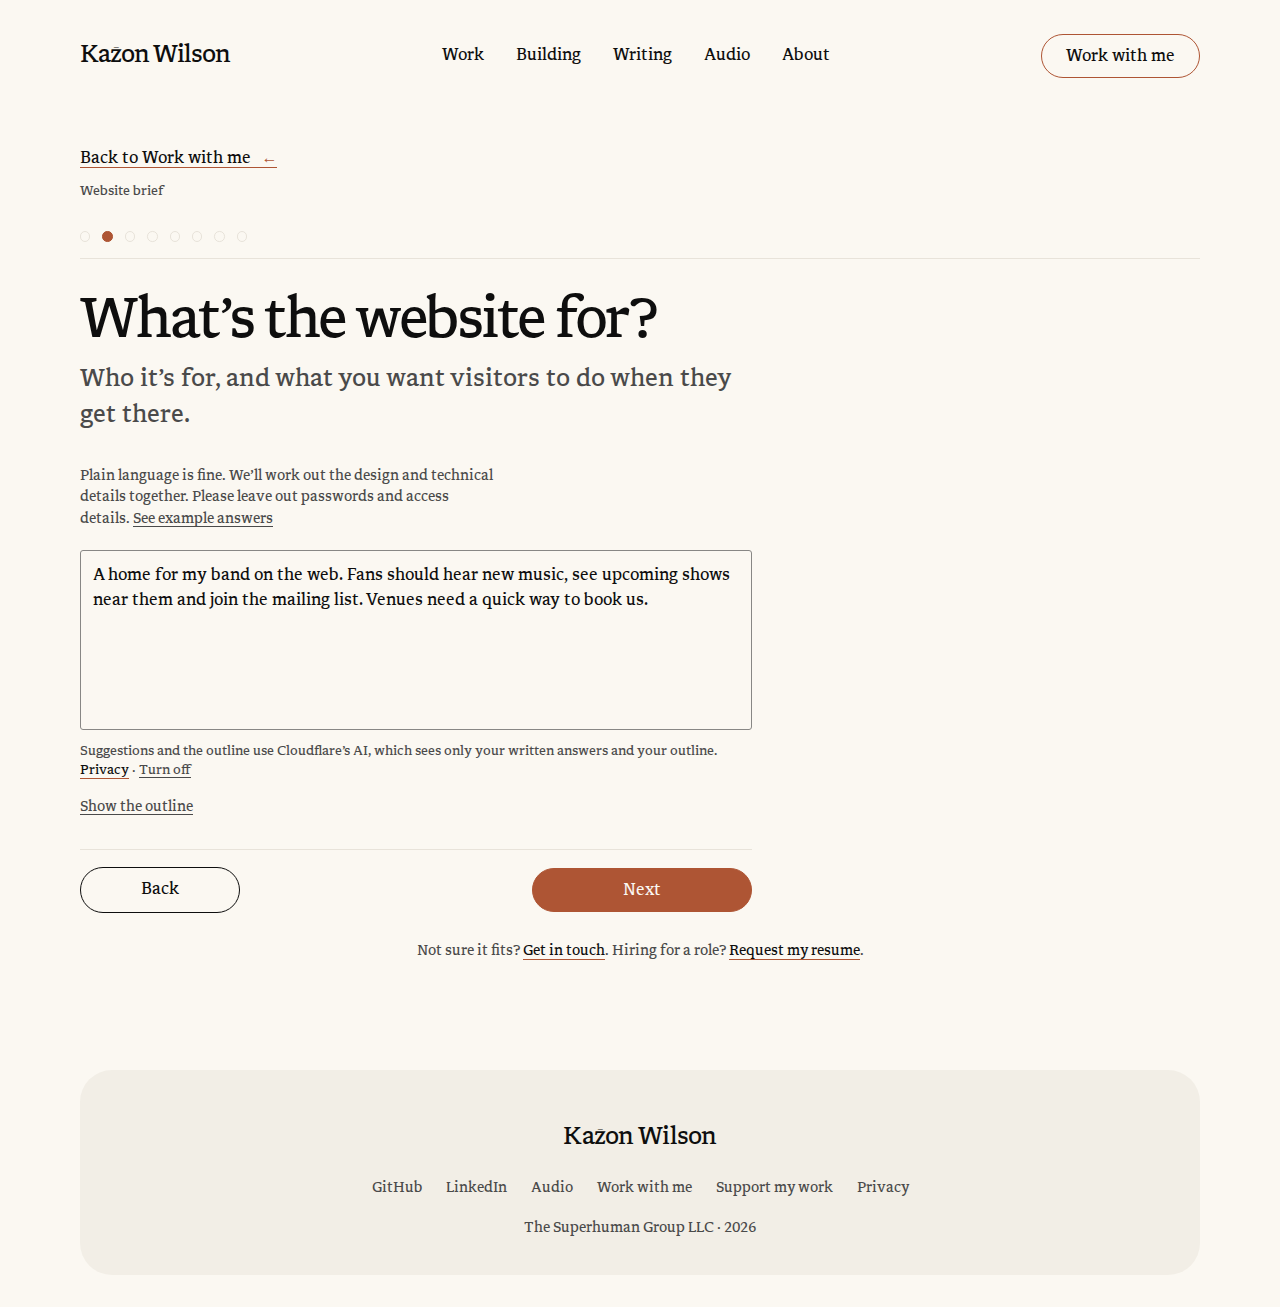 Kazon Wilson
Work Building Writing Audio About
Work with me
Back to Work with me ←
Website brief
What’s the website for?
Who it’s for, and what you want visitors to do when they
get there.
Plain language is fine. We’ll work out the design and technical
details together. Please leave out passwords and access
details. See example answers
A home for my band on the web. Fans should hear new music, see upcoming shows
near them and join the mailing list. Venues need a quick way to book us.
Suggestions and the outline use Cloudflare’s AI, which sees only your written answers and your outline.
Privacy · Turn off
Show the outline
Back
Next
Not sure it fits? Get in touch. Hiring for a role? Request my resume.
Kazon Wilson
GitHub LinkedIn Audio Work with me Support my work Privacy
The Superhuman Group LLC · 2026